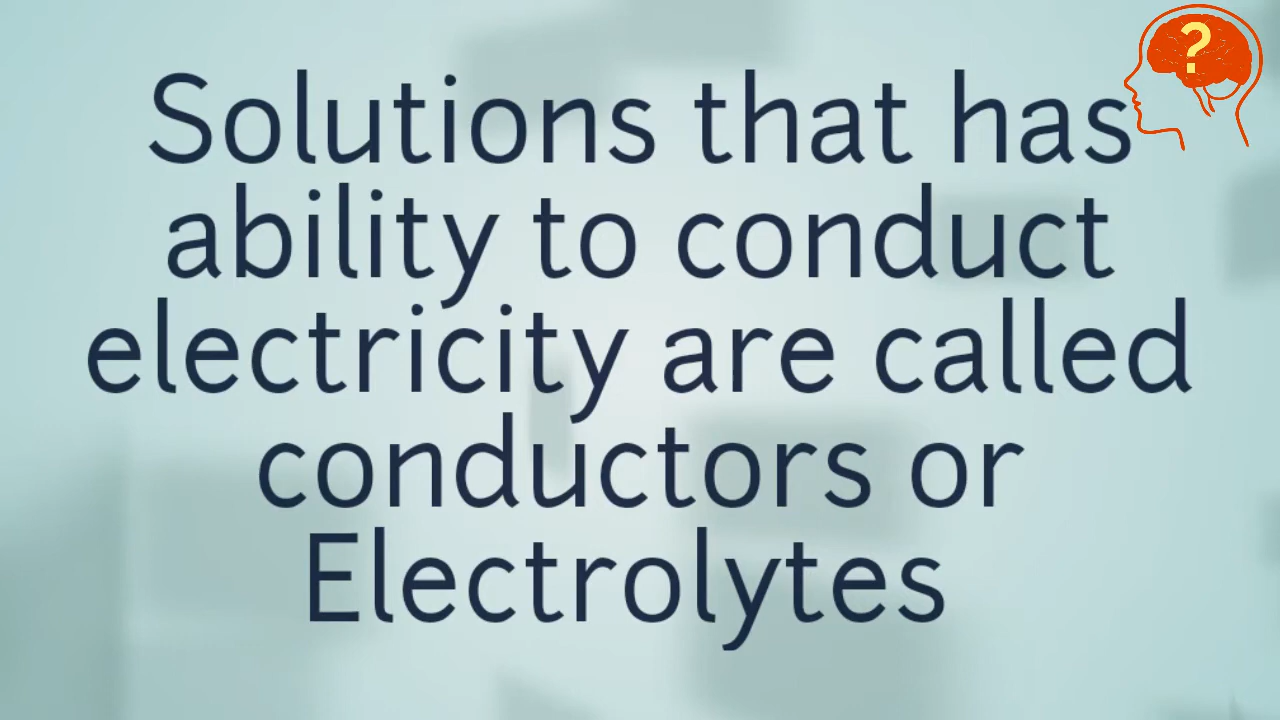 ?
Solutions that has
ability to conduct
electricity are called
conductors or
Electrolytes